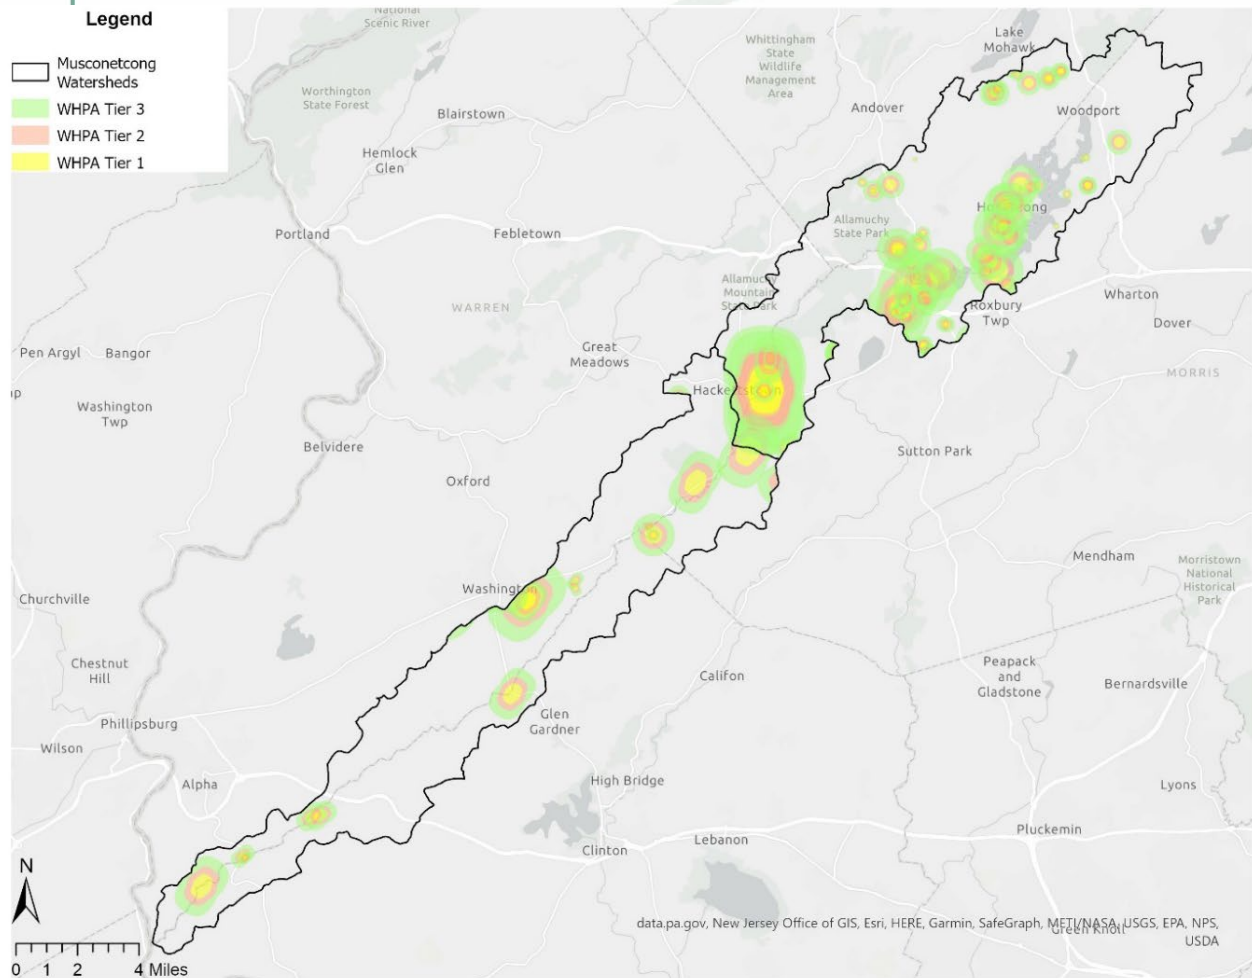 Legend
Musconetcong
Watersheds
WHPA Tier 3
WHPA Tier 2
WHPA Tier 1
National
Scenic River
Worthington
State Forest
Whittingham
State
Wildlife
Management
Area
Lake
Mohawk
Andover
Woodport
Blairstown
Hemlock
Glen
Portland
Febletown
Allamuchy
State Park
Allamuchy
Mountain
State Park
WARREN
Roxbury
Twp
Wharton
Dover
MORRIS
Pen Argyl
Bangor
Great
Meadows
Hackettstown
Washington
Twp
Belvidere
Sutton Park
Oxford
Mendham
Morristown
National
Historical
Park
Washington
Churchville
Chestnut
Hill
Califon
Peapack
and
Gladstone
Bernardsville
Phillipsburg
Glen
Gardner
Wilson
Alpha
High Bridge
Lyons
Pluckemin
Clinton
Lebanon
N
data.pa.gov, New Jersey Office of GIS, Esri, HERE, Garmin, SafeGraph, METI/NASA, USGS, EPA, NPS,
USDA
Green Knoll
0 1 2 4 Miles